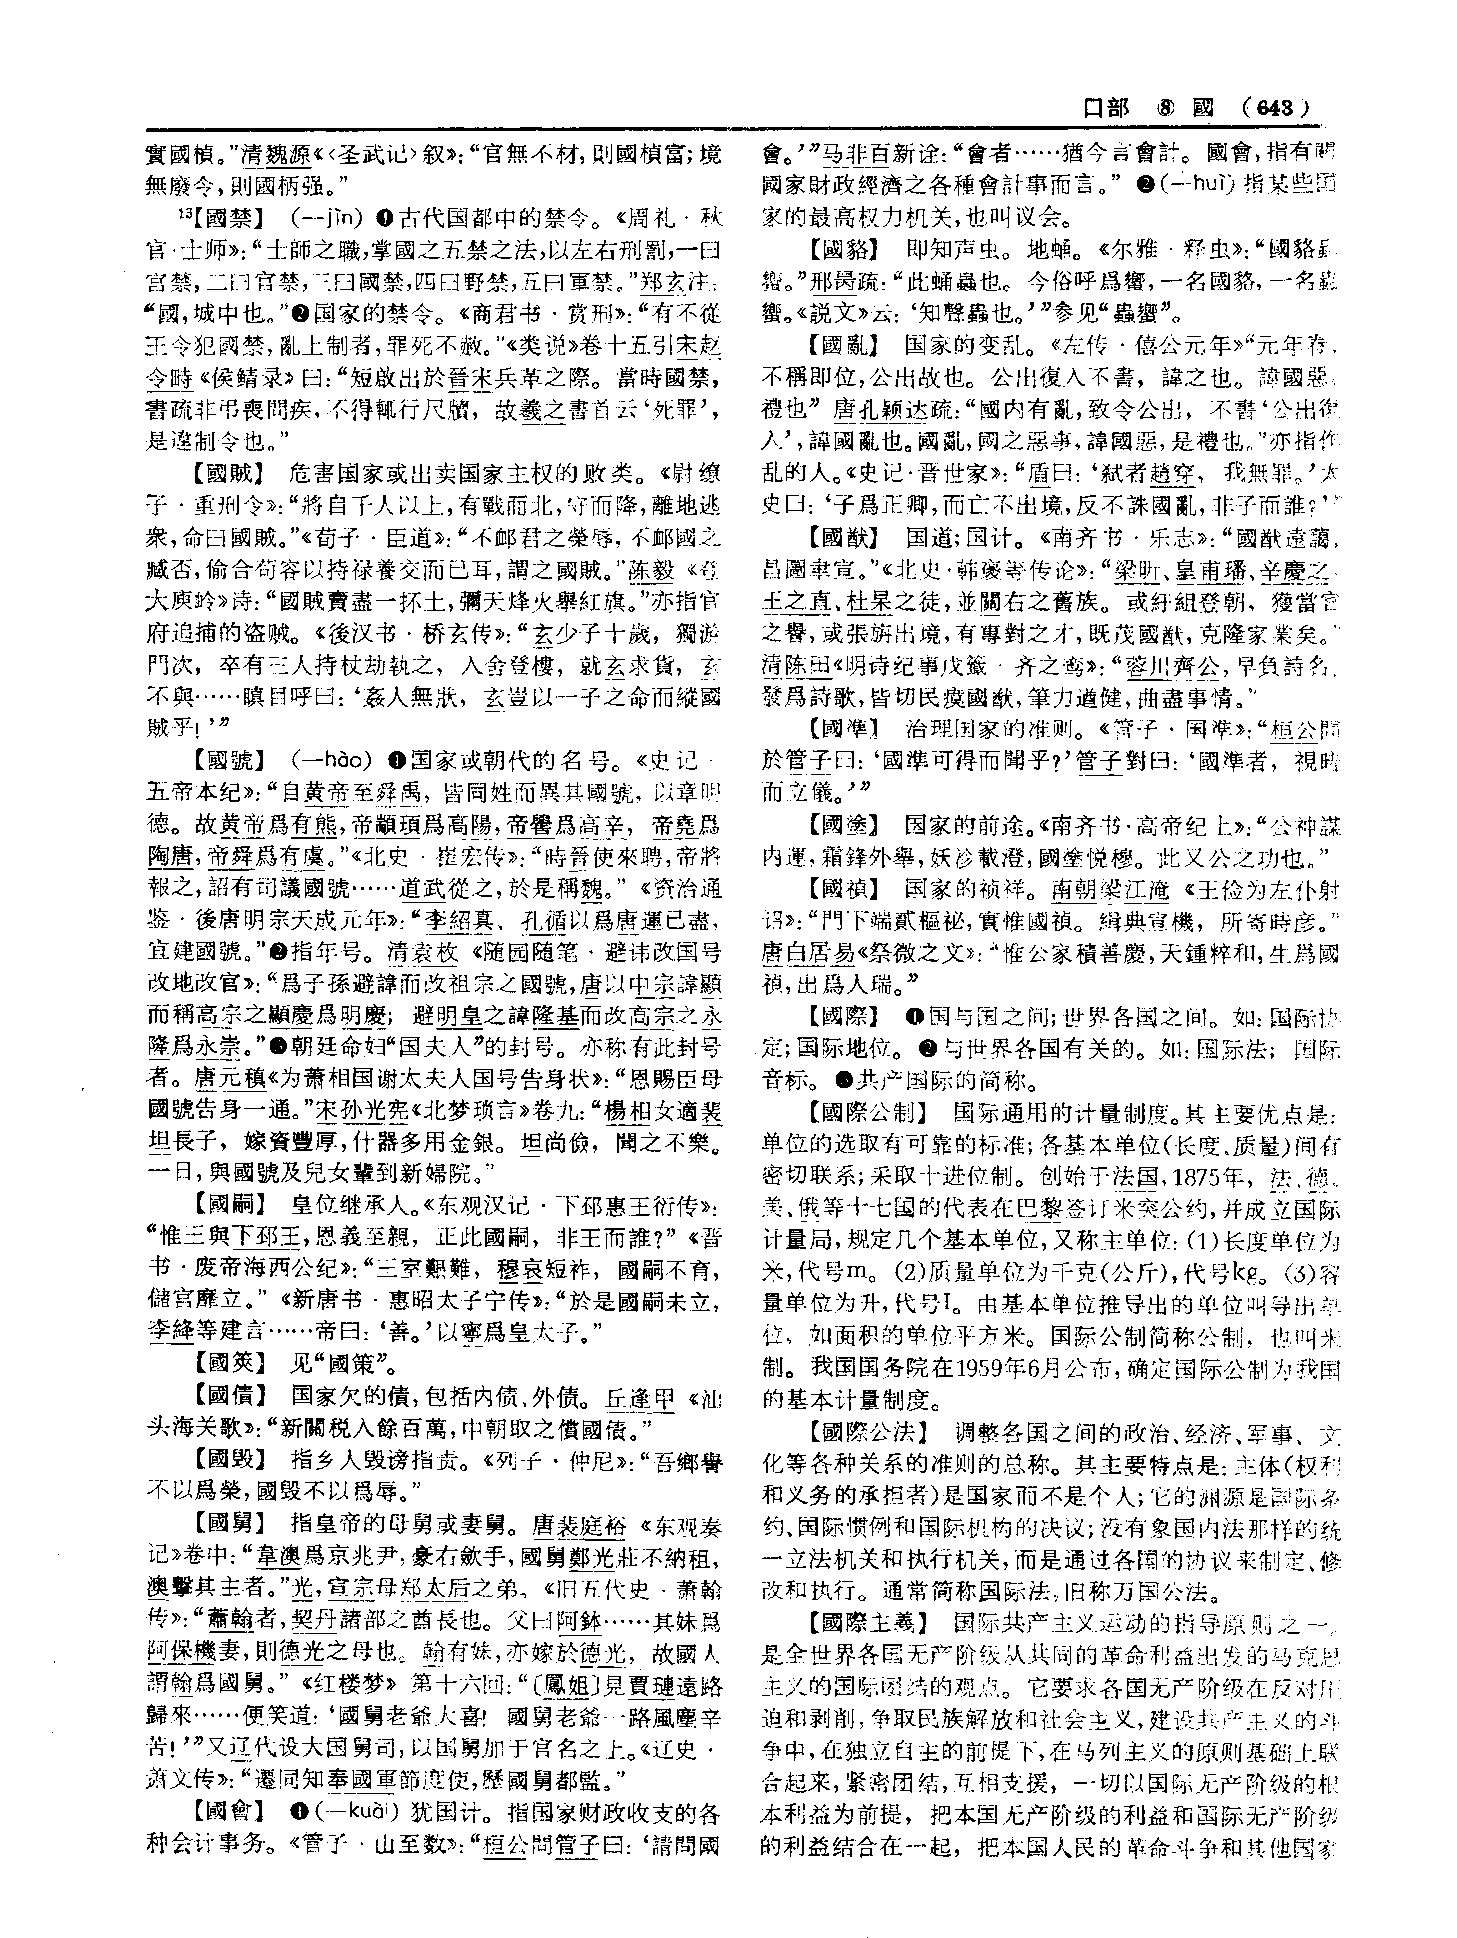 口部 ⑧ 國 (643)
實國楨。”清魏源《〈圣武记〉叙》：“官無不材，則國楨富；境
無廢令，則國柄强。”
¹³【國禁】 (—jìn) ❶古代国都中的禁令。《周礼·秋
官·士师》：“士師之職，掌國之五禁之法，以左右刑罰，一曰
宫禁，二曰官禁，三曰國禁，四曰野禁，五曰軍禁。”郑玄注：
“國，城中也。”❷国家的禁令。《商君书·赏刑》：“有不從
王令犯國禁，亂上制者，罪死不赦。”《类说》卷十五引宋赵
令畤《侯鲭录》曰：“短啟出於晉宋兵革之際。當時國禁，
書疏非弔喪問疾，不得輒行尺牘，故羲之書首云‘死罪’，
是違制令也。”
【國賊】 危害国家或出卖国家主权的败类。《尉缭
子·重刑令》：“將自千人以上，有戰而北，守而降，離地逃
衆，命曰國賊。”《荀子·臣道》：“不卹君之榮辱，不卹國之
臧否，偷合苟容以持禄養交而已耳，謂之國賊。”陈毅《登
大庾岭》诗：“國賊賣盡一抔土，彌天烽火舉紅旗。”亦指官
府追捕的盗贼。《後汉书·桥玄传》：“玄少子十歲，獨游
門次，卒有三人持杖劫執之，入舍登樓，就玄求貨，玄
不與……瞋目呼曰：‘姦人無狀，玄豈以一子之命而縱國
賊乎！’”
【國號】 (—hào) ❶国家或朝代的名号。《史记·
五帝本纪》：“自黄帝至舜禹，皆同姓而異其國號，以章明
德。故黄帝爲有熊，帝顓頊爲高陽，帝嚳爲高辛，帝堯爲
陶唐，帝舜爲有虞。”《北史·崔宏传》：“時晉使來聘，帝將
報之，詔有司議國號……道武從之，於是稱魏。”《资治通
鉴·後唐明宗天成元年》：“李紹真、孔循以爲唐運已盡，
宜建國號。”❷指年号。清袁枚《随园随笔·避讳改国号
改地改官》：“爲子孫避諱而改祖宗之國號，唐以中宗諱顯
而稱高宗之顯慶爲明慶；避明皇之諱隆基而改高宗之永
隆爲永崇。”❸朝廷命妇“国夫人”的封号。亦称有此封号
者。唐元稹《为萧相国谢太夫人国号告身状》：“恩賜臣母
國號告身一通。”宋孙光宪《北梦琐言》卷九：“楊相女適裴
坦長子，嫁資豐厚，什器多用金銀。坦尚儉，聞之不樂。
一日，與國號及兒女輩到新婦院。”
【國嗣】 皇位继承人。《东观汉记·下邳惠王衍传》：
“惟王與下邳王，恩義至親，正此國嗣，非王而誰？”《晋
书·废帝海西公纪》：“王室艱難，穆哀短祚，國嗣不育，
儲宫靡立。”《新唐书·惠昭太子宁传》：“於是國嗣未立，
李絳等建言……帝曰：‘善。’以寧爲皇太子。”
【國筴】 见“國策”。
【國債】 国家欠的债，包括内债、外债。丘逢甲《汕
头海关歌》：“新關税入餘百萬，中朝取之償國債。”
【國毁】 指乡人毁谤指责。《列子·仲尼》：“吾鄉譽
不以爲榮，國毁不以爲辱。”
【國舅】 指皇帝的母舅或妻舅。唐裴庭裕《东观奏
记》卷中：“韋澳爲京兆尹，豪右斂手，國舅鄭光莊不納租，
澳繫其主者。”光，宣宗母郑太后之弟。《旧五代史·萧翰
传》：“蕭翰者，契丹諸部之酋長也。父曰阿鉢……其妹爲
阿保機妻，則德光之母也。翰有妹，亦嫁於德光，故國人
謂翰爲國舅。”《红楼梦》第十六回：“〔鳳姐〕見賈璉遠路
歸來……便笑道：‘國舅老爺大喜！國舅老爺一路風塵辛
苦！’”又辽代设大国舅司，以国舅加于官名之上。《辽史·
萧文传》：“遷同知奉國軍節度使，歷國舅都監。”
【國會】 ❶(—kuài) 犹国计。指国家财政收支的各
种会计事务。《管子·山至数》：“桓公問管子曰：‘請問國
會。’”马非百新诠：“會者……猶今言會計。國會，指有關
國家財政經濟之各種會計事而言。”❷(—huì) 指某些国
家的最高权力机关，也叫议会。
【國貉】 即知声虫。地蛹。《尔雅·释虫》：“國貉蟲
蠁。”邢昺疏：“此蛹蟲也。今俗呼爲蠁，一名國貉，一名蟲
蠁。《説文》云：‘知聲蟲也。’”参见“蟲蠁”。
【國亂】 国家的变乱。《左传·僖公元年》“元年春，
不稱即位，公出故也。公出復入不書，諱之也。諱國惡，
禮也” 唐孔颖达疏：“國内有亂，致令公出，不書‘公出復
入’，諱國亂也。國亂，國之惡事，諱國惡，是禮也。”亦指作
乱的人。《史记·晋世家》：“盾曰：‘弑者趙穿，我無罪。’太
史曰：‘子爲正卿，而亡不出境，反不誅國亂，非子而誰？’”
【國猷】 国道；国计。《南齐书·乐志》：“國猷遠藹，
昌圖聿宣。”《北史·韩褒等传论》：“梁昕、皇甫璠、辛慶之、
王之直、杜杲之徒，並關右之舊族。或紆組登朝，獲當官
之譽，或張旃出境，有專對之才，既茂國猷，克隆家業矣。”
清陈田《明诗纪事戊籤·齐之鸾》：“蓉川齊公，早負詩名，
發爲詩歌，皆切民瘼國猷，筆力遒健，曲盡事情。”
【國準】 治理国家的准则。《管子·国準》：“桓公問
於管子曰：‘國準可得而聞乎？’管子對曰：‘國準者，視時
而立儀。’”
【國塗】 国家的前途。《南齐书·高帝纪上》：“公神謀
内運，霜鋒外舉，妖沴載澄，國塗悦穆。此又公之功也。”
【國禎】 国家的祯祥。南朝梁江淹《王俭为左仆射
诏》：“門下端貳樞祕，實惟國禎。緝典宣機，所寄時彦。”
唐白居易《祭微之文》：“惟公家積善慶，天鍾粹和，生爲國
禎，出爲人瑞。”
【國際】 ❶国与国之间；世界各国之间。如：国际协
定；国际地位。❷与世界各国有关的。如：国际法；国际
音标。❸共产国际的简称。
【國際公制】 国际通用的计量制度。其主要优点是：
单位的选取有可靠的标准；各基本单位(长度、质量)间有
密切联系；采取十进位制。创始于法国，1875年，法、德、
美、俄等十七国的代表在巴黎签订米突公约，并成立国际
计量局，规定几个基本单位，又称主单位：(1)长度单位为
米，代号m。(2)质量单位为千克(公斤)，代号kg。(3)容
量单位为升，代号l。由基本单位推导出的单位叫导出单
位，如面积的单位平方米。国际公制简称公制，也叫米
制。我国国务院在1959年6月公布，确定国际公制为我国
的基本计量制度。
【國際公法】 调整各国之间的政治、经济、军事、文
化等各种关系的准则的总称。其主要特点是：主体(权利
和义务的承担者)是国家而不是个人；它的渊源是国际条
约、国际惯例和国际机构的决议；没有象国内法那样的统
一立法机关和执行机关，而是通过各国的协议来制定、修
改和执行。通常简称国际法，旧称万国公法。
【國際主義】 国际共产主义运动的指导原则之一。
是全世界各国无产阶级从共同的革命利益出发的马克思
主义的国际团结的观点。它要求各国无产阶级在反对压
迫和剥削，争取民族解放和社会主义，建设共产主义的斗
争中，在独立自主的前提下，在马列主义的原则基础上联
合起来，紧密团结，互相支援，一切以国际无产阶级的根
本利益为前提，把本国无产阶级的利益和国际无产阶级
的利益结合在一起，把本国人民的革命斗争和其他国家